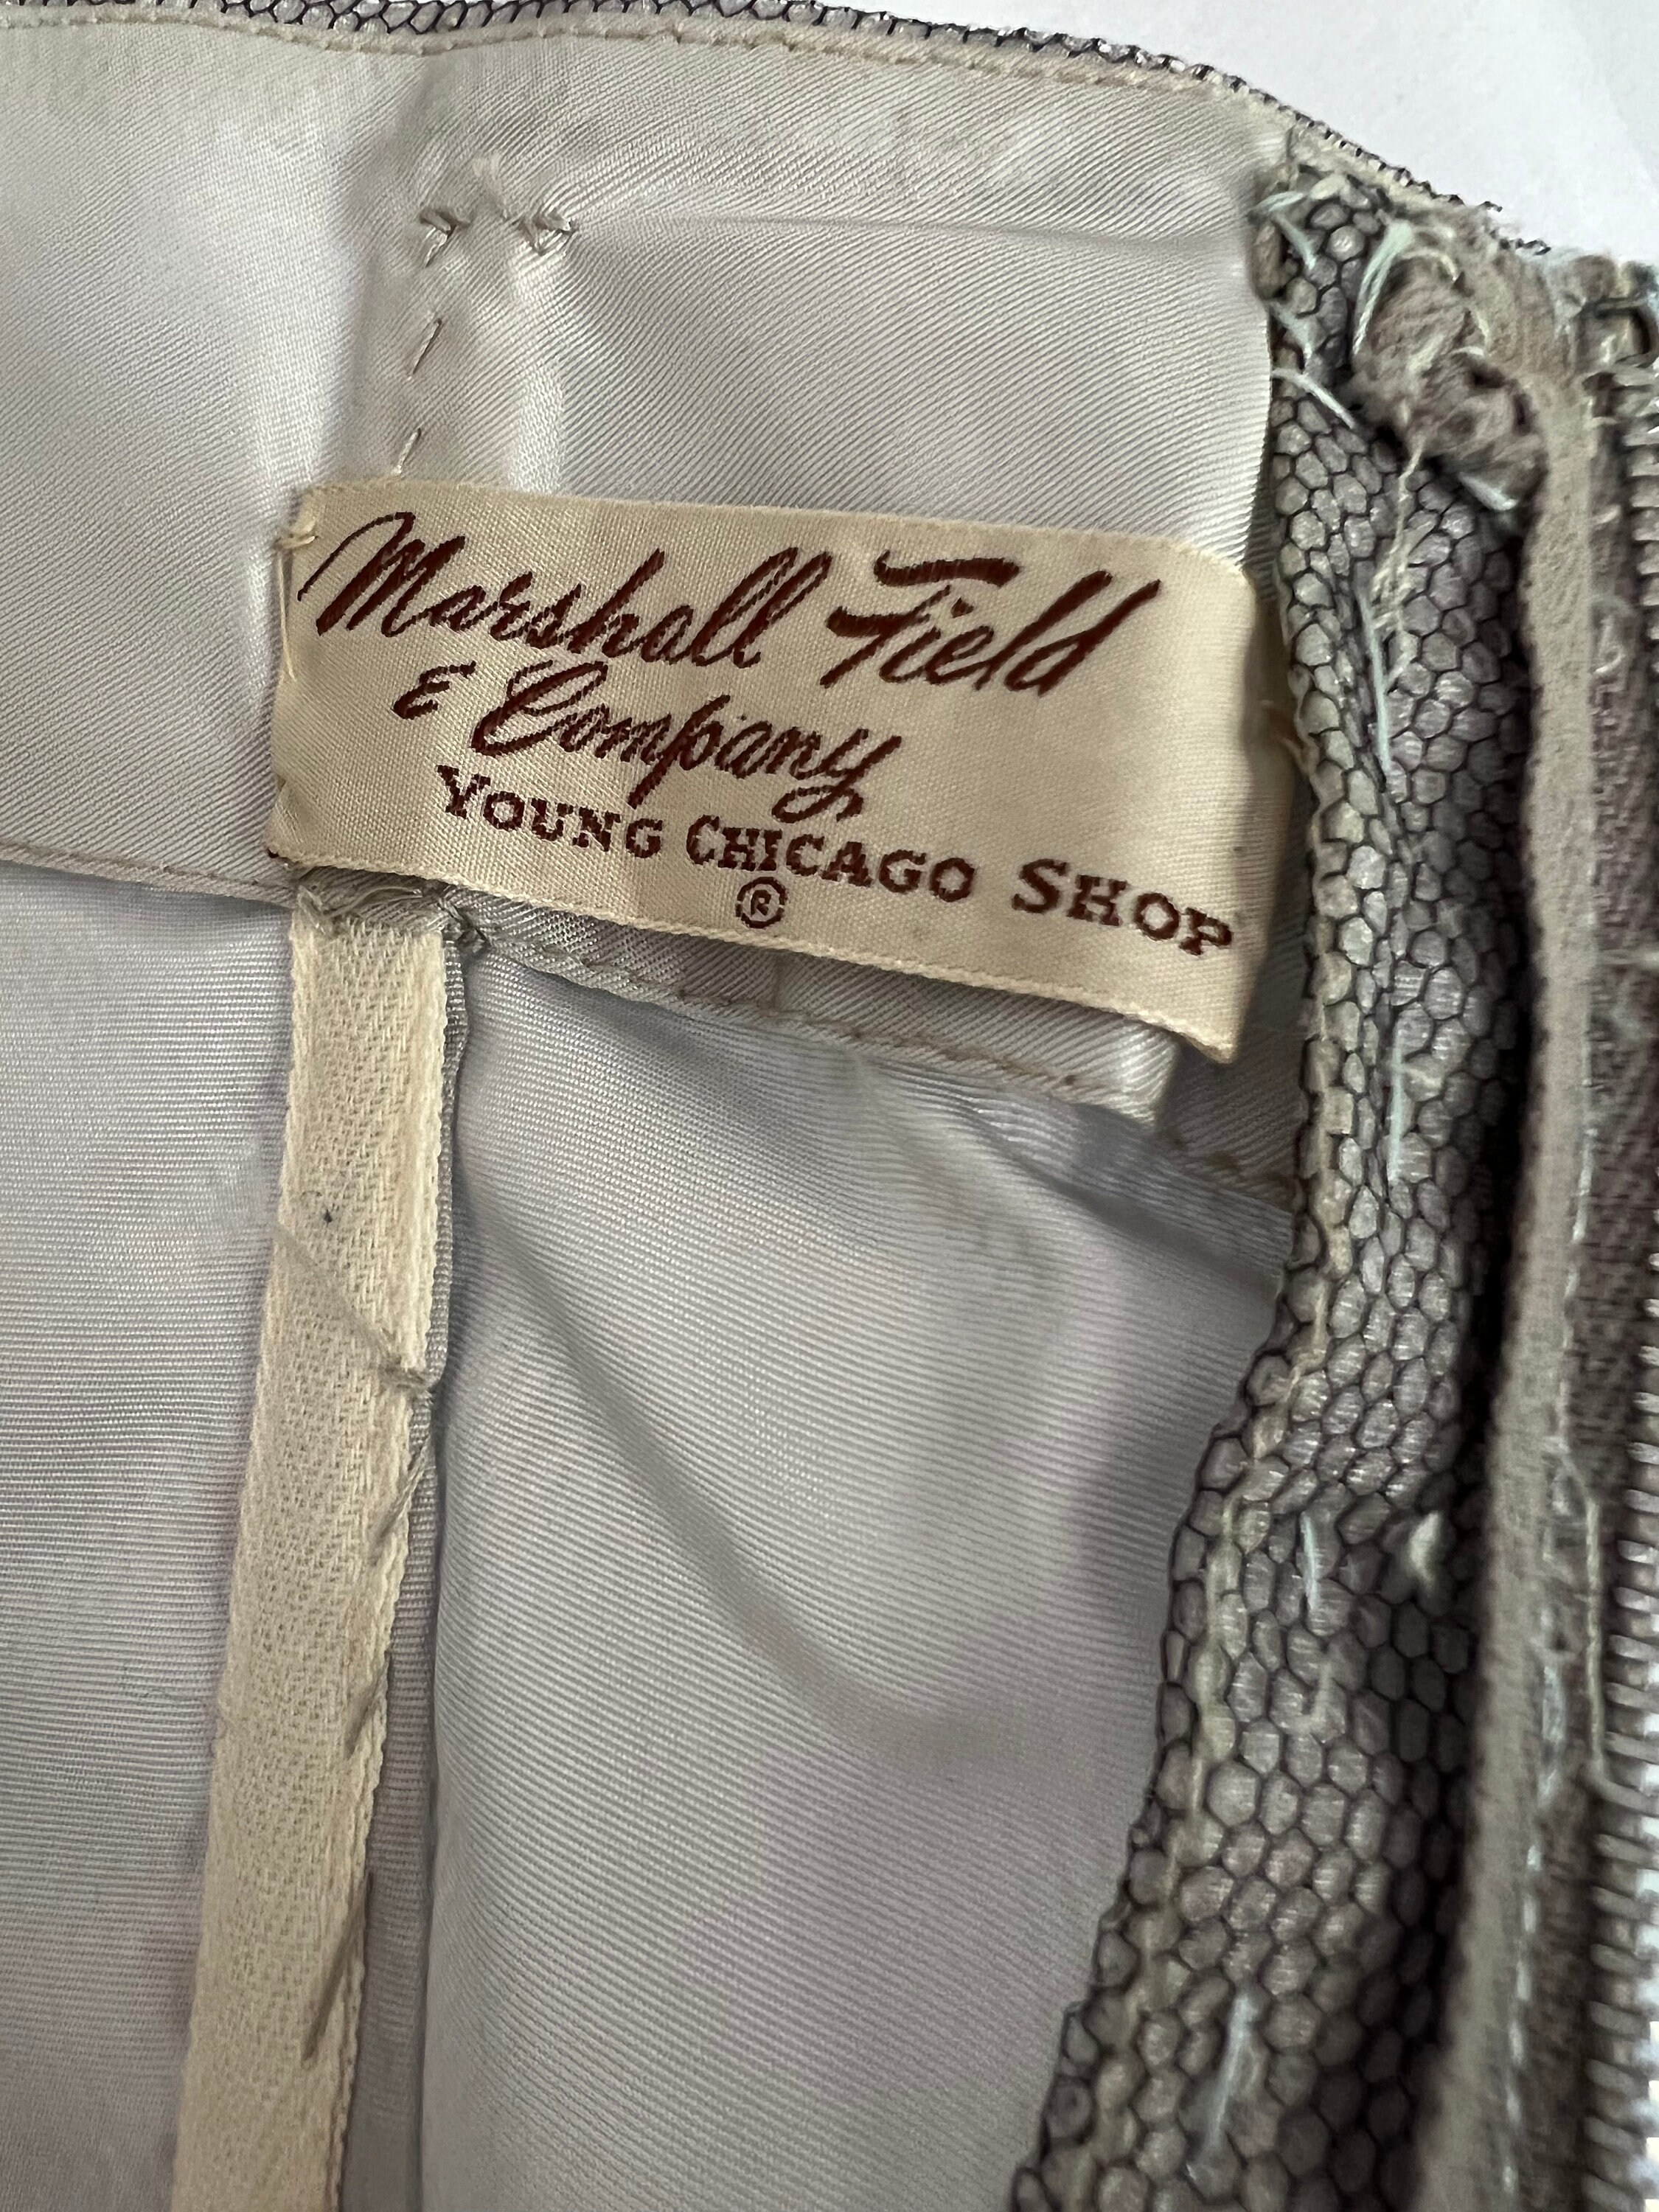 Marshall Field
& Company
YOUNG CHICAGO SHOP
®